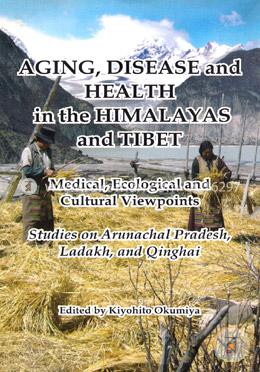 AGING, DISEASE and
HEALTH
in the HIMALAYAS
and TIBET
Medical, Ecological and
Cultural Viewpoints
Studies on Arunachal Pradesh,
Ladakh, and Qinghai
Edited by Kiyohito Okumiya